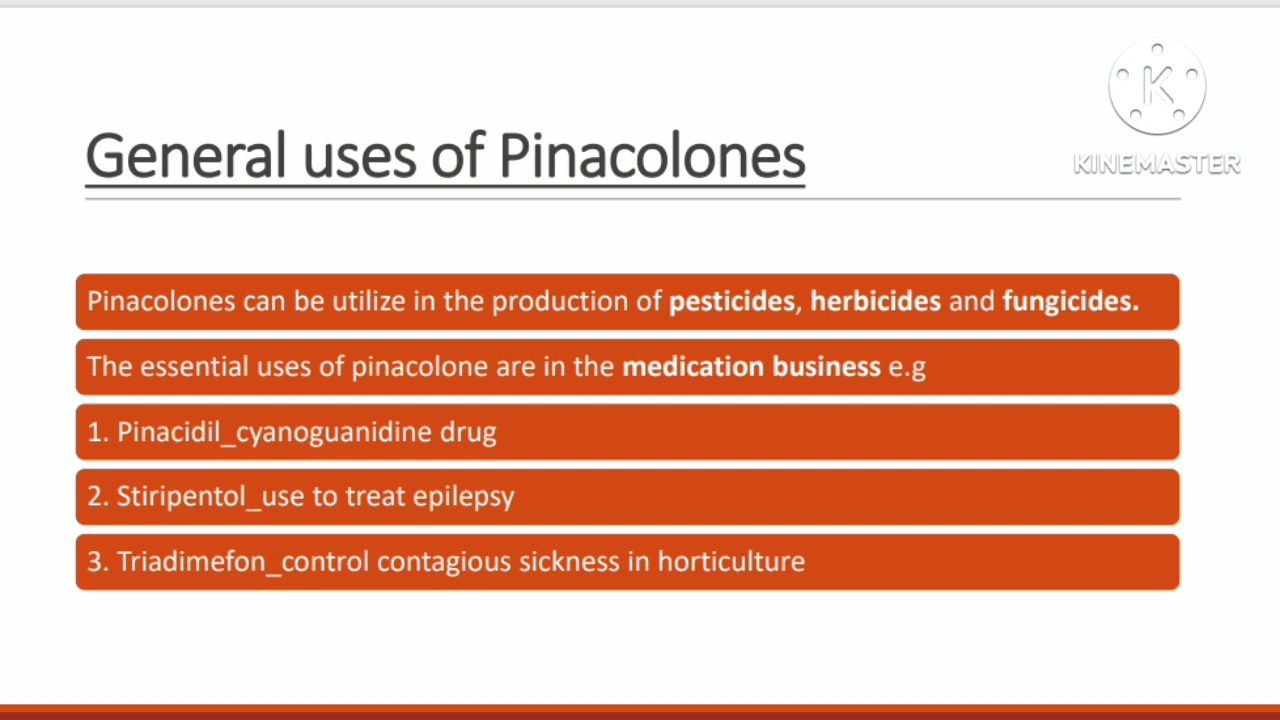 K
KINEMASTER
General uses of Pinacolones
Pinacolones can be utilize in the production of pesticides, herbicides and fungicides.
The essential uses of pinacolone are in the medication business e.g
1. Pinacidil_cyanoguanidine drug
2. Stiripentol_use to treat epilepsy
3. Triadimefon_control contagious sickness in horticulture